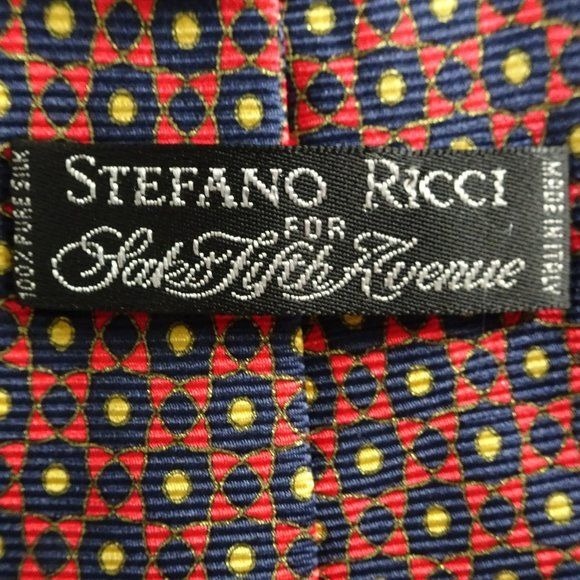 STEFANO RICCI
FOR
Saks Fifth Avenue
100% PURE SILK
MADE IN ITALY